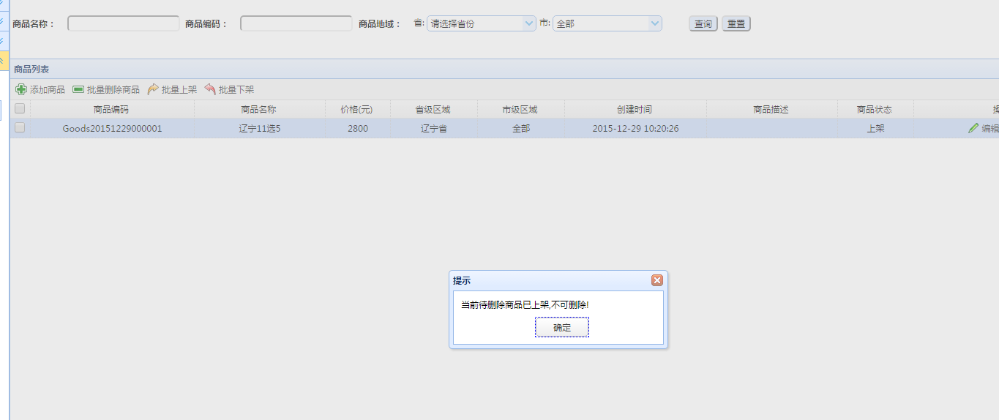 商品名称： 商品编码： 商品地域： 省: 请选择省份 市: 全部 查询 重置
商品列表
添加商品 批量删除商品 批量上架 批量下架
商品编码 商品名称 价格(元) 省级区域 市级区域 创建时间 商品描述 商品状态
Goods20151229000001 辽宁11选5 2800 辽宁省 全部 2015-12-29 10:20:26 上架 编辑
提示
当前待删除商品已上架,不可删除!
确定